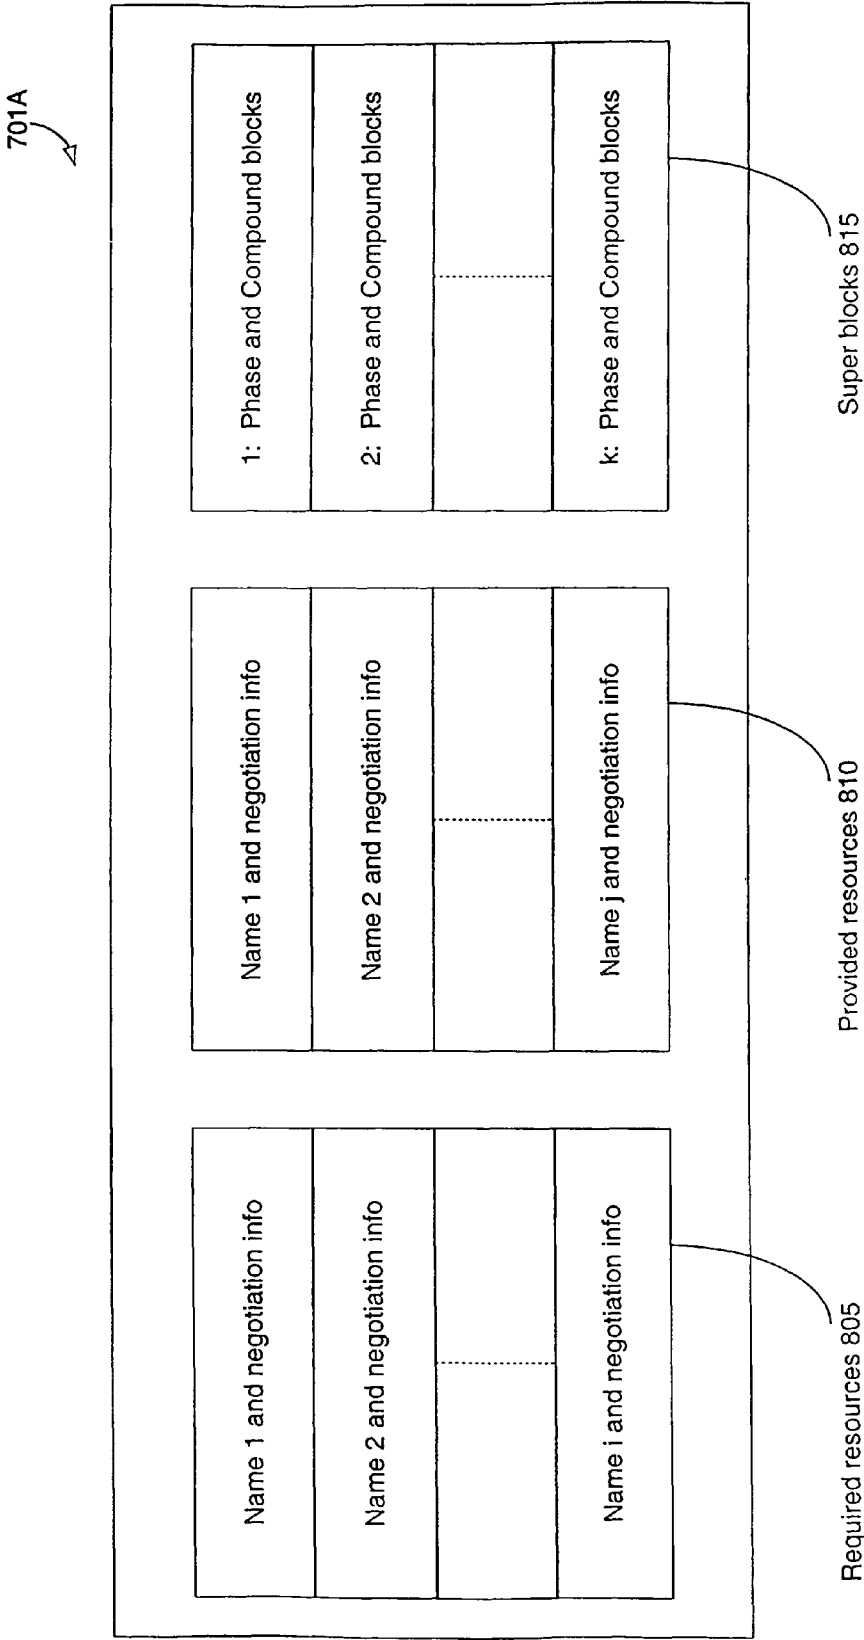 701A
Name 1 and negotiation info
Name 2 and negotiation info
Name i and negotiation info
Required resources 805
Name 1 and negotiation info
Name 2 and negotiation info
Name j and negotiation info
Provided resources 810
1: Phase and Compound blocks
2: Phase and Compound blocks
k: Phase and Compound blocks
Super blocks 815